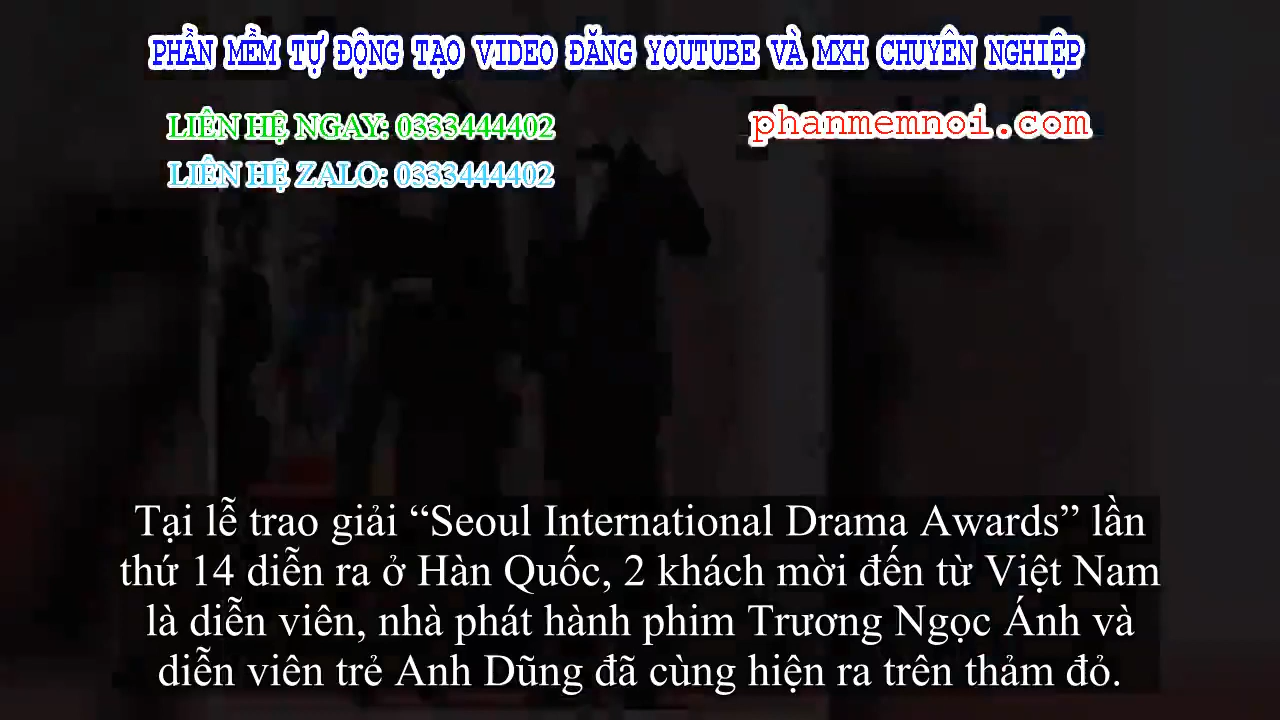 PHẦN MỀM TỰ ĐỘNG TẠO VIDEO ĐĂNG YOUTUBE VÀ MXH CHUYÊN NGHIỆP
LIÊN HỆ NGAY: 0333444402
phanmemnoi.com
LIÊN HỆ ZALO: 0333444402
Tại lễ trao giải “Seoul International Drama Awards” lần
thứ 14 diễn ra ở Hàn Quốc, 2 khách mời đến từ Việt Nam
là diễn viên, nhà phát hành phim Trương Ngọc Ánh và
diễn viên trẻ Anh Dũng đã cùng hiện ra trên thảm đỏ.